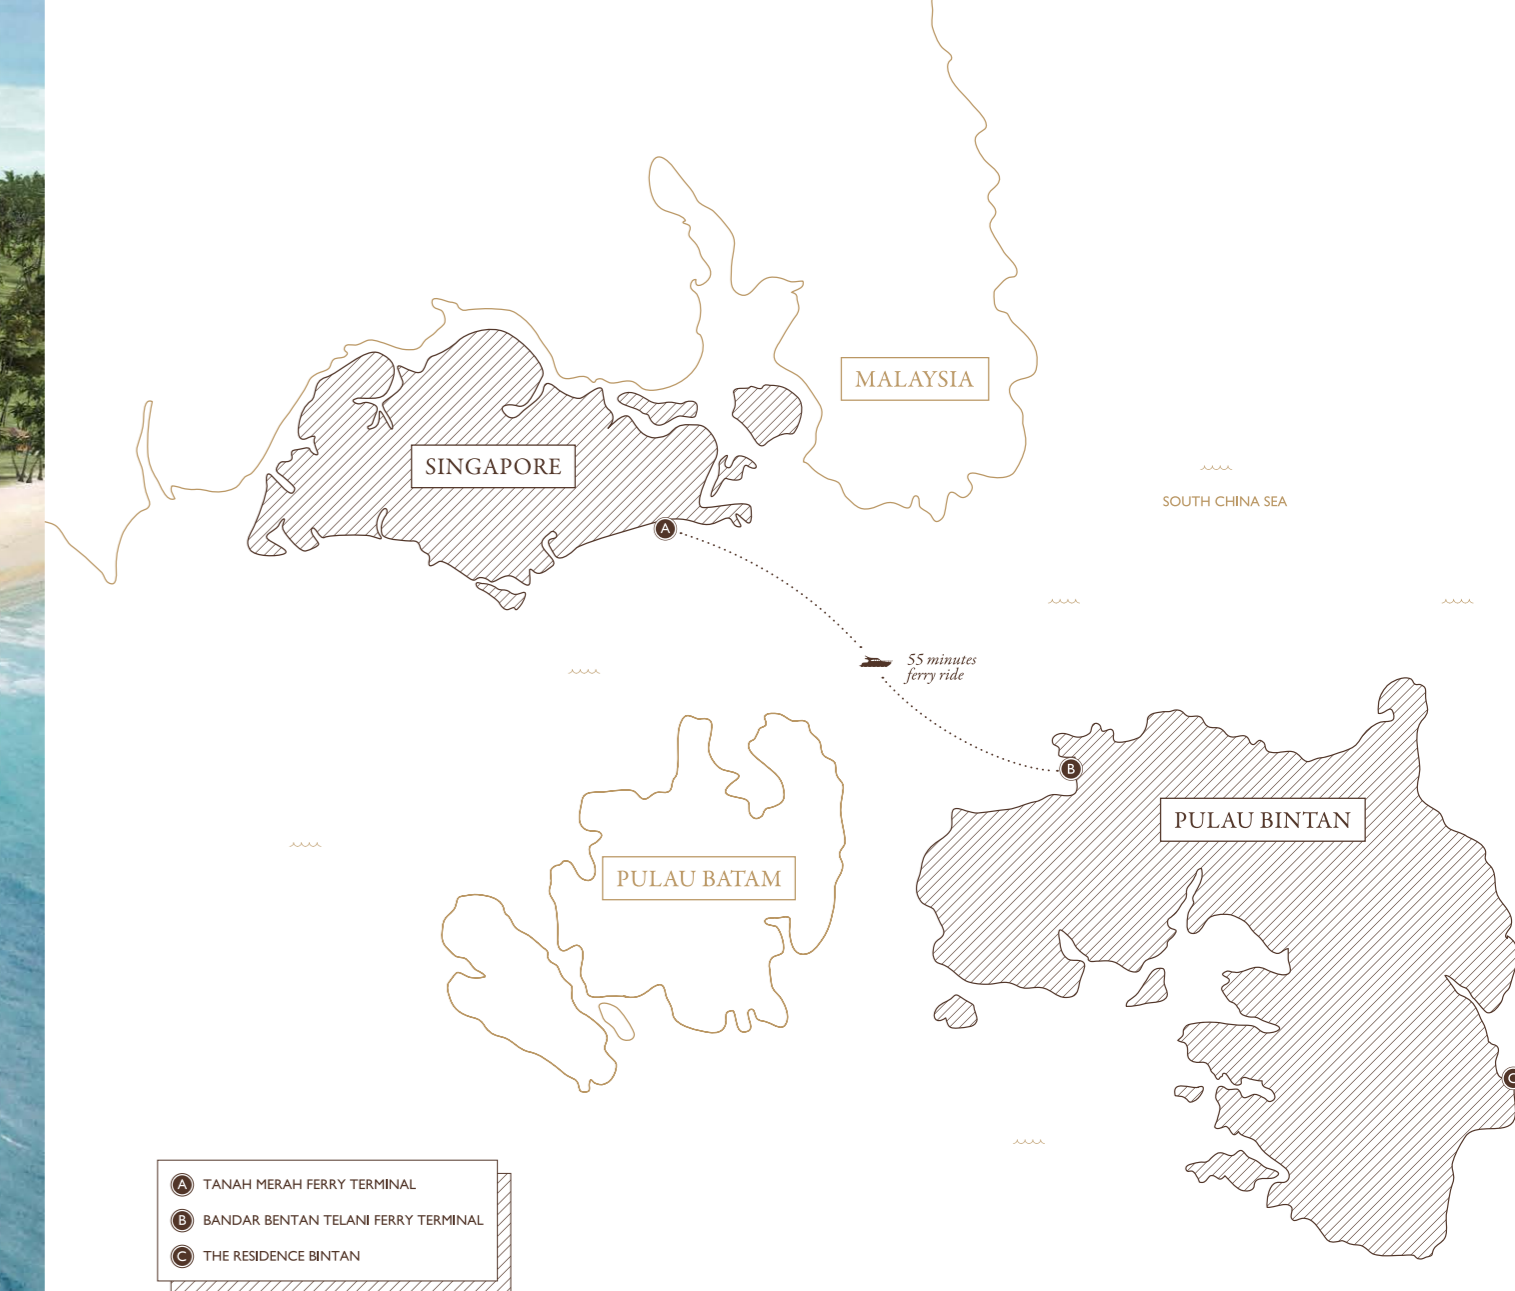 MALAYSIA
SINGAPORE
SOUTH CHINA SEA
A
55 minutes
ferry ride
B
PULAU BINTAN
PULAU BATAM
C
A TANAH MERAH FERRY TERMINAL
B BANDAR BENTAN TELANI FERRY TERMINAL
C THE RESIDENCE BINTAN